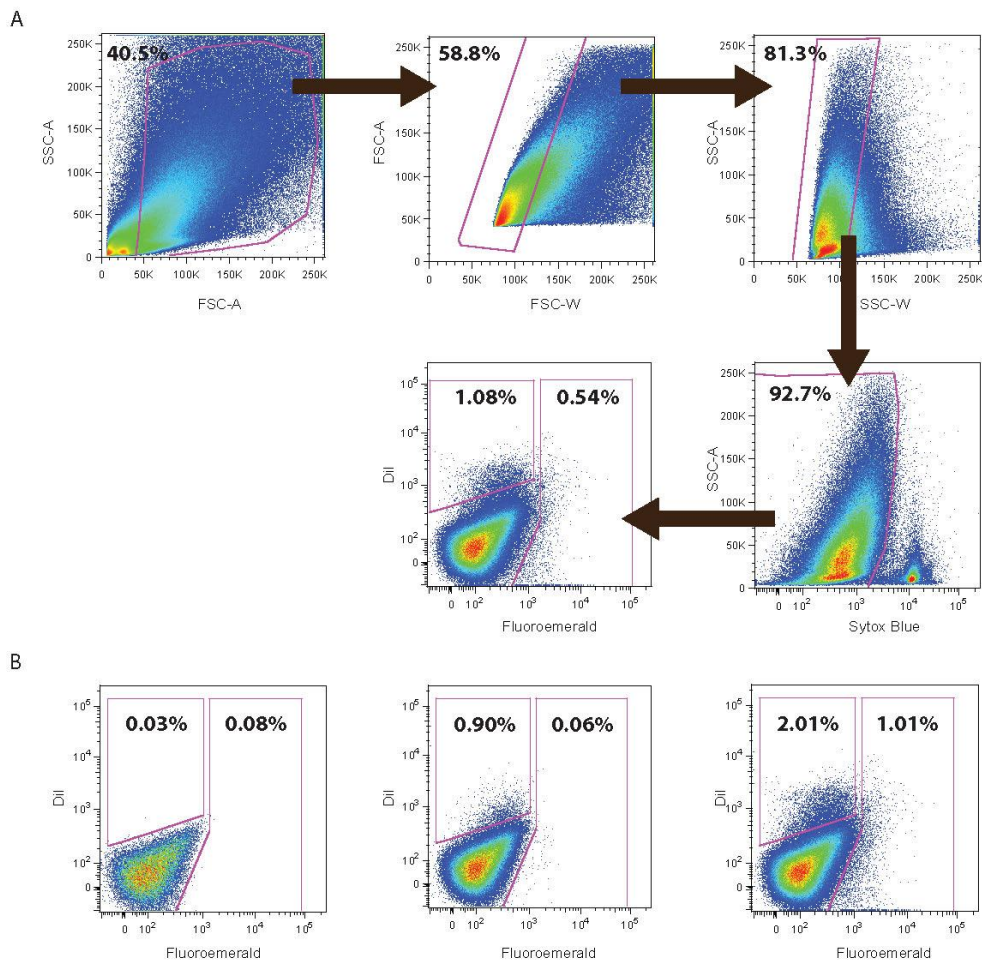 A
40.5%
58.8%
81.3%
250K
200K
150K
100K
50K
0
SSC-A
0 50K 100K 150K 200K 250K
FSC-A
250K
200K
150K
100K
50K
0
FSC-A
0 50K 100K 150K 200K 250K
FSC-W
250K
200K
150K
100K
50K
0
SSC-A
0 50K 100K 150K 200K 250K
SSC-W
1.08% 0.54%
10^5
10^4
10^3
10^2
0
DiI
0 10^2 10^3 10^4 10^5
Fluoroemerald
92.7%
250K
200K
150K
100K
50K
0
SSC-A
0 10^2 10^3 10^4 10^5
Sytox Blue
B
0.03% 0.08%
10^5
10^4
10^3
10^2
0
DiI
0 10^2 10^3 10^4 10^5
Fluoroemerald
0.90% 0.06%
10^5
10^4
10^3
10^2
0
DiI
0 10^2 10^3 10^4 10^5
Fluoroemerald
2.01% 1.01%
10^5
10^4
10^3
10^2
0
DiI
0 10^2 10^3 10^4 10^5
Fluoroemerald